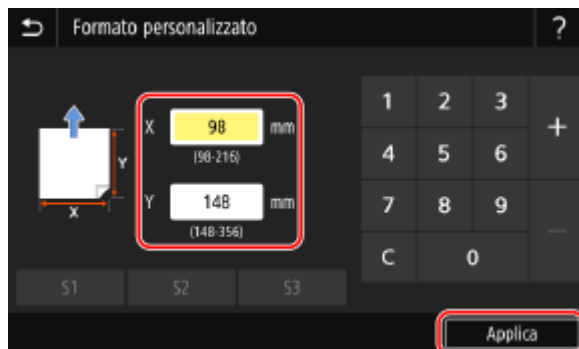 Formato personalizzato ?
X 98 mm
(98-216)
Y 148 mm
(148-356)
Y
X
1 2 3 +
4 5 6
7 8 9 -
C 0
S1 S2 S3
Applica